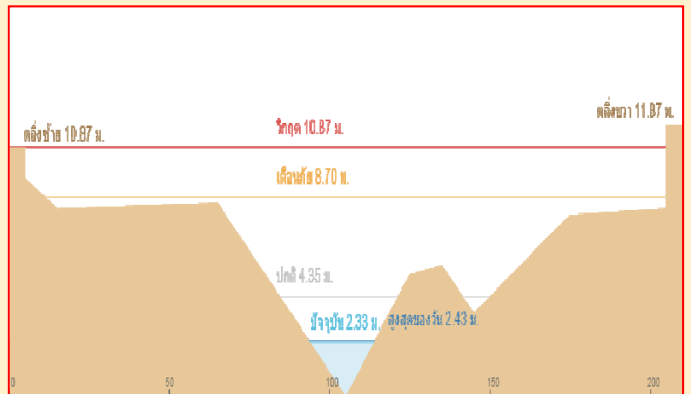 ตลิ่งขวา 11.87 ม.
ตลิ่งซ้าย 10.87 ม.
วิกฤต 10.87 ม.
เตือนภัย 8.70 ม.
ปกติ 4.35 ม.
ปัจจุบัน 2.33 ม. สูงสุดของวัน 2.43 ม.
0 50 100 150 200